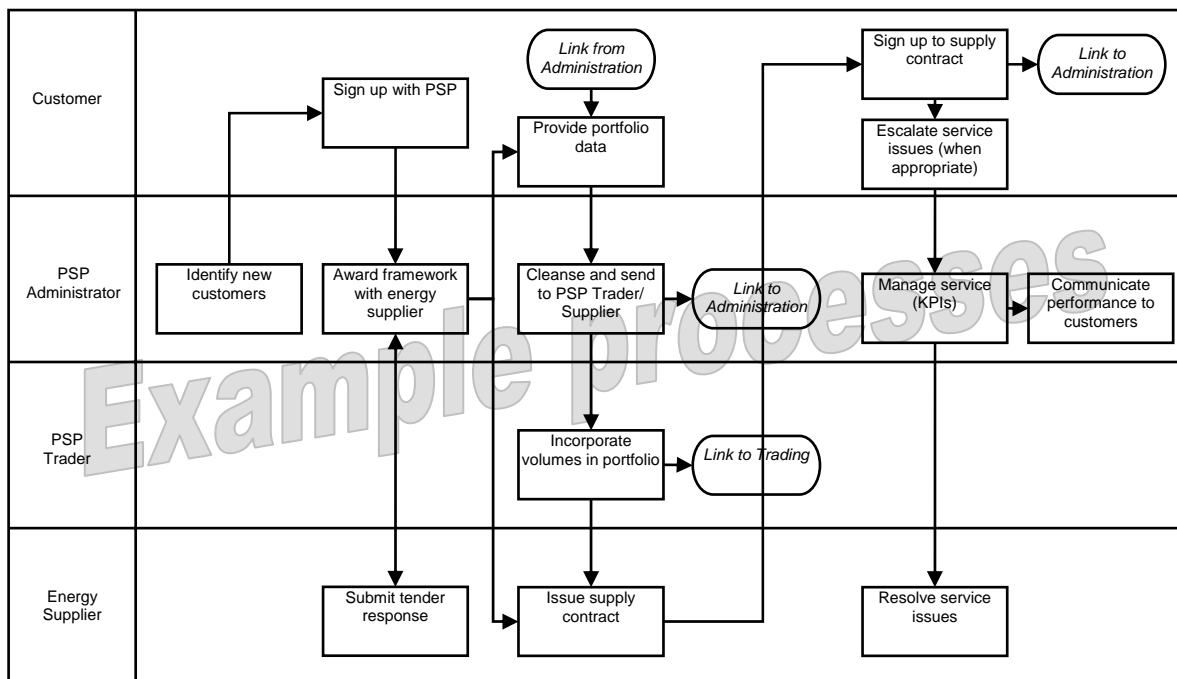 Customer
Sign up with PSP
Link from
Administration
Provide portfolio
data
Sign up to supply
contract
Link to
Administration
Escalate service
issues (when
appropriate)
PSP
Administrator
Identify new
customers
Award framework
with energy
supplier
Cleanse and send
to PSP Trader/
Supplier
Link to
Administration
Manage service
(KPIs)
Communicate
performance to
customers
Example processes
PSP
Trader
Incorporate
volumes in portfolio
Link to Trading
Energy
Supplier
Submit tender
response
Issue supply
contract
Resolve service
issues